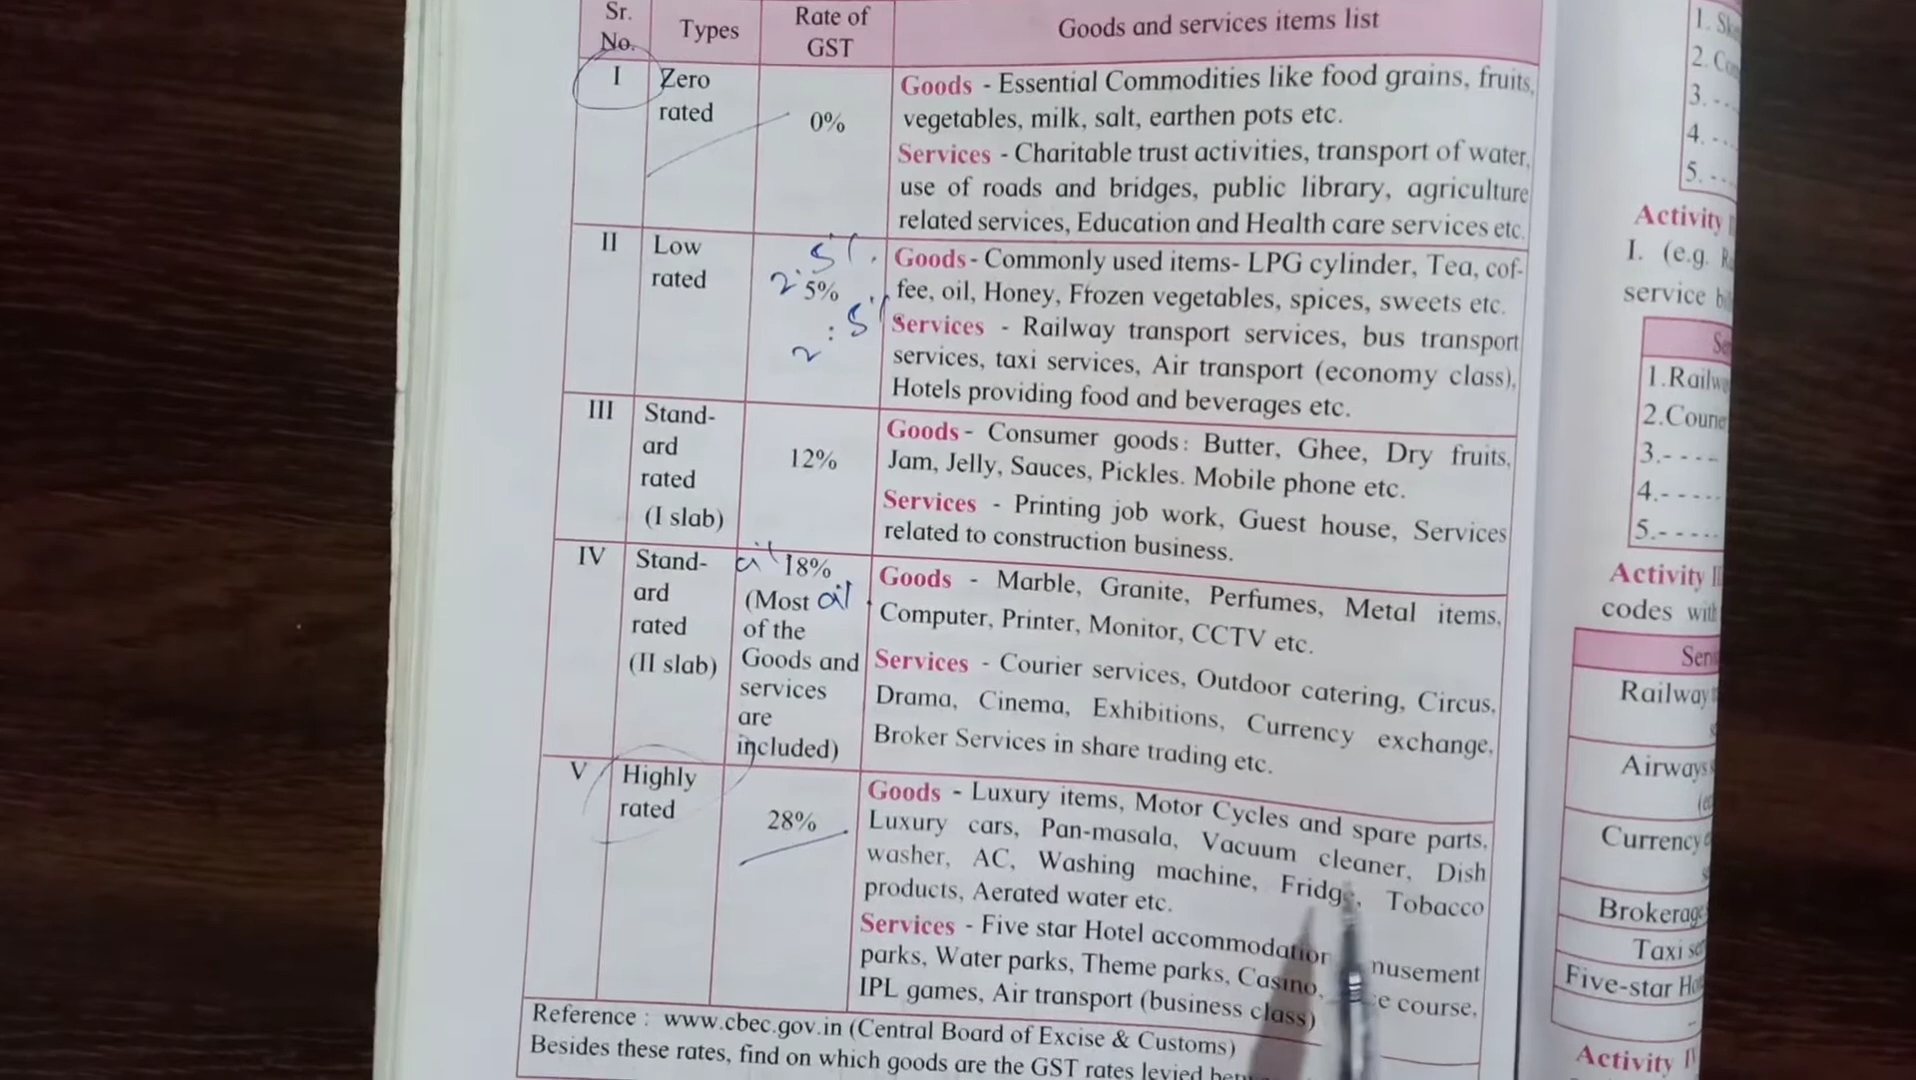 Sr. No. Types Rate of GST Goods and services items list
I Zero rated 0%
Goods - Essential Commodities like food grains, fruits,
vegetables, milk, salt, earthen pots etc.
Services - Charitable trust activities, transport of water,
use of roads and bridges, public library, agriculture
related services, Education and Health care services etc.
II Low rated 5%
Goods - Commonly used items- LPG cylinder, Tea, cof-
fee, oil, Honey, Frozen vegetables, spices, sweets etc.
Services - Railway transport services, bus transport
services, taxi services, Air transport (economy class),
Hotels providing food and beverages etc.
III Stand-
ard
rated
(I slab)
12%
Goods - Consumer goods: Butter, Ghee, Dry fruits,
Jam, Jelly, Sauces, Pickles. Mobile phone etc.
Services - Printing job work, Guest house, Services
related to construction business.
IV Stand-
ard
rated
(II slab)
18%
(Most
of the
Goods and
services
are
included)
Goods - Marble, Granite, Perfumes, Metal items,
Computer, Printer, Monitor, CCTV etc.
Services - Courier services, Outdoor catering, Circus,
Drama, Cinema, Exhibitions, Currency exchange,
Broker Services in share trading etc.
V Highly
rated
28%
Goods - Luxury items, Motor Cycles and spare parts,
Luxury cars, Pan-masala, Vacuum cleaner, Dish
washer, AC, Washing machine, Fridge, Tobacco
products, Aerated water etc.
Services - Five star Hotel accommodation
parks, Water parks, Theme parks, Casino, course,
IPL games, Air transport (business class)
Reference : www.cbec.gov.in (Central Board of Excise & Customs)
Besides these rates, find on which goods are the GST rates levied
1.
2.
3.----
4.----
5.----
Activity
I. (e.g.
service
1.Railw
2.Courie
3.----
4.-----
5.-----
Activity
codes with
Railway
Airways
Currency
Brokerage
Taxi
Five-star
Activity